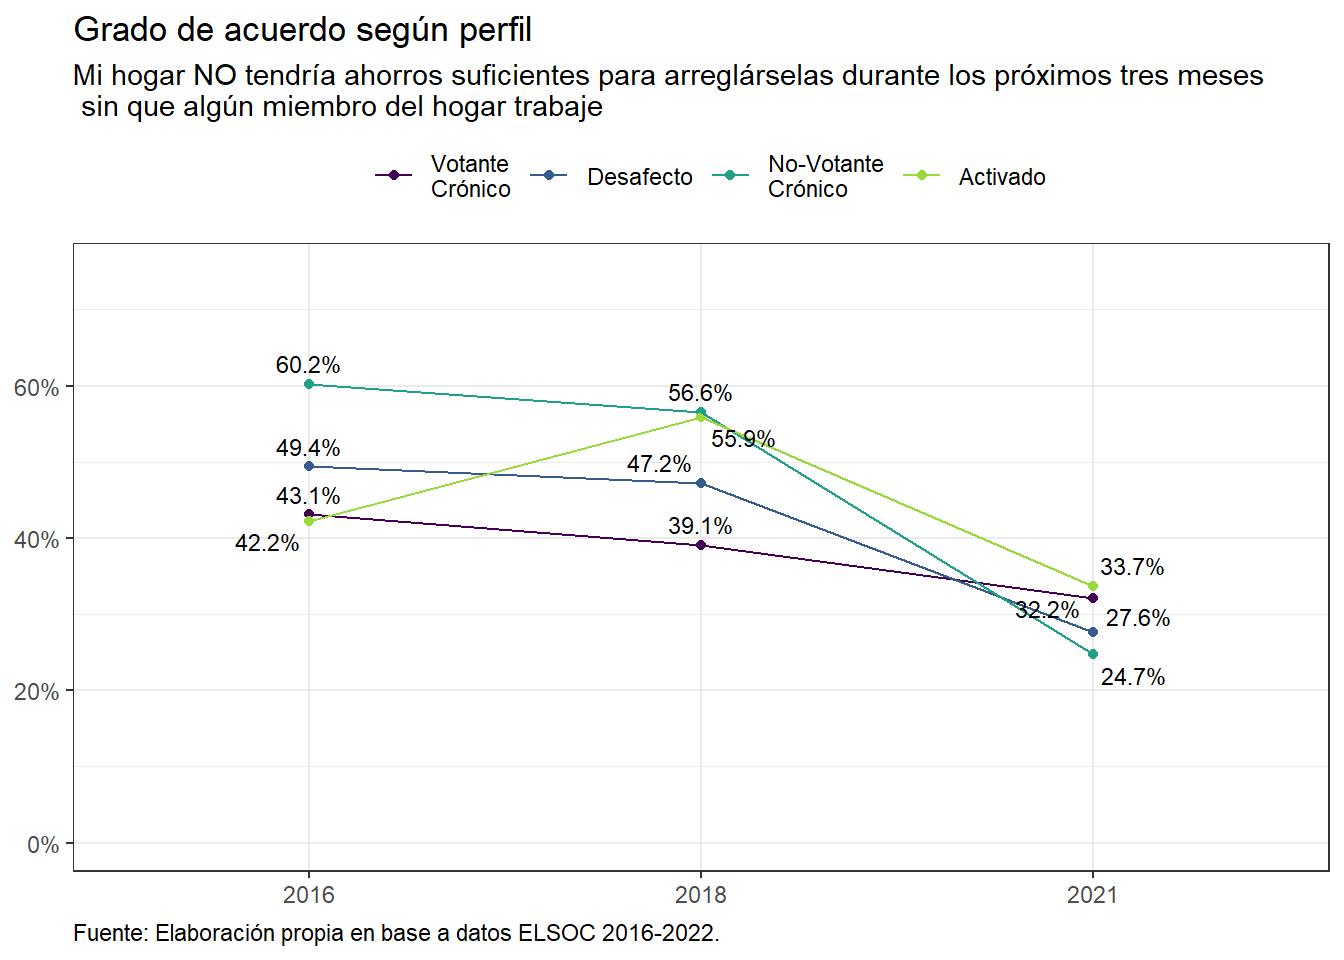 Grado de acuerdo según perfil
Mi hogar NO tendría ahorros suficientes para arreglárselas durante los próximos tres meses
sin que algún miembro del hogar trabaje
Votante
Crónico
Desafecto
No-Votante
Crónico
Activado
60.2%
56.6%
60%
55.9%
49.4%
47.2%
43.1%
39.1%
42.2%
40%
33.7%
32.2%
27.6%
24.7%
20%
0%
2016
2018
2021
Fuente: Elaboración propia en base a datos ELSOC 2016-2022.